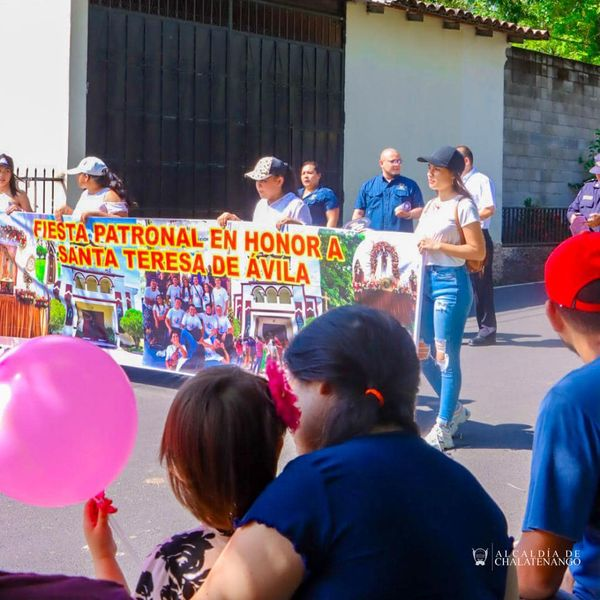 FIESTA PATRONAL EN HONOR A
SANTA TERESA DE ÁVILA
ALCALDÍA DE
CHALATENANGO